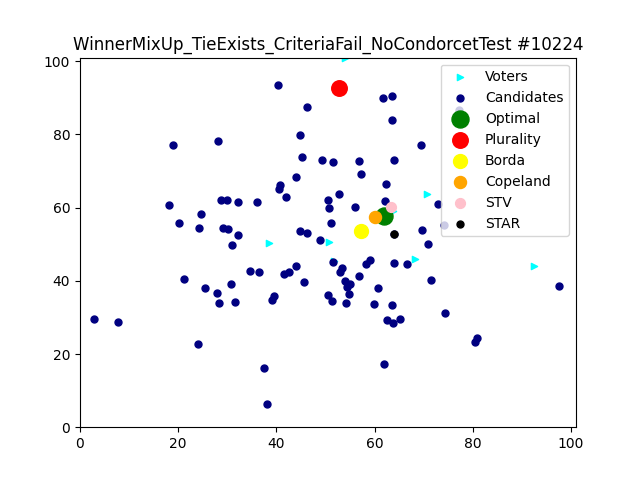 WinnerMixUp_TieExists_CriteriaFail_NoCondorcetTest #10224
100
80
60
40
20
0
0 20 40 60 80 100
Voters
Candidates
Optimal
Plurality
Borda
Copeland
STV
STAR